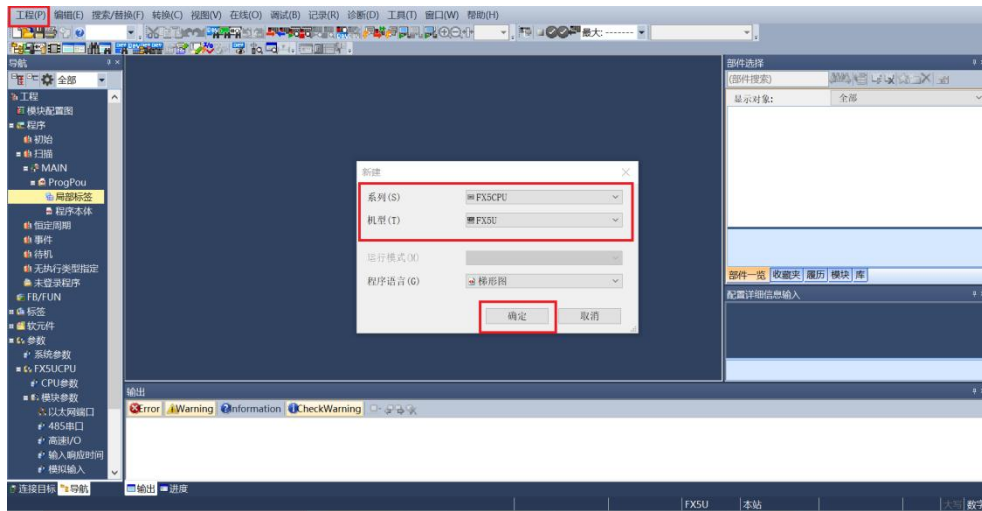 工程(P) 编辑(E) 搜索/替换(F) 转换(C) 视图(V) 在线(O) 调试(B) 记录(R) 诊断(D) 工具(T) 窗口(W) 帮助(H)
最大: -------
导航
全部
工程
模块配置图
程序
初始
扫描
MAIN
ProgPou
局部标签
程序本体
恒定周期
事件
待机
无执行类型指定
未登录程序
FB/FUN
标签
软元件
参数
系统参数
FX5UCPU
CPU参数
模块参数
以太网端口
485串口
高速I/O
输入响应时间
模拟输入
连接目标 导航
新建
系列(S) FX5CPU
机型(T) FX5U
运行模式(M)
程序语言(G) 梯形图
确定 取消
部件选择
(部件搜索)
显示对象: 全部
部件一览 收藏夹 履历 模块 库
配置详细信息输入
输出
Error Warning Information CheckWarning
输出 进度
FX5U 本站 大写 数字